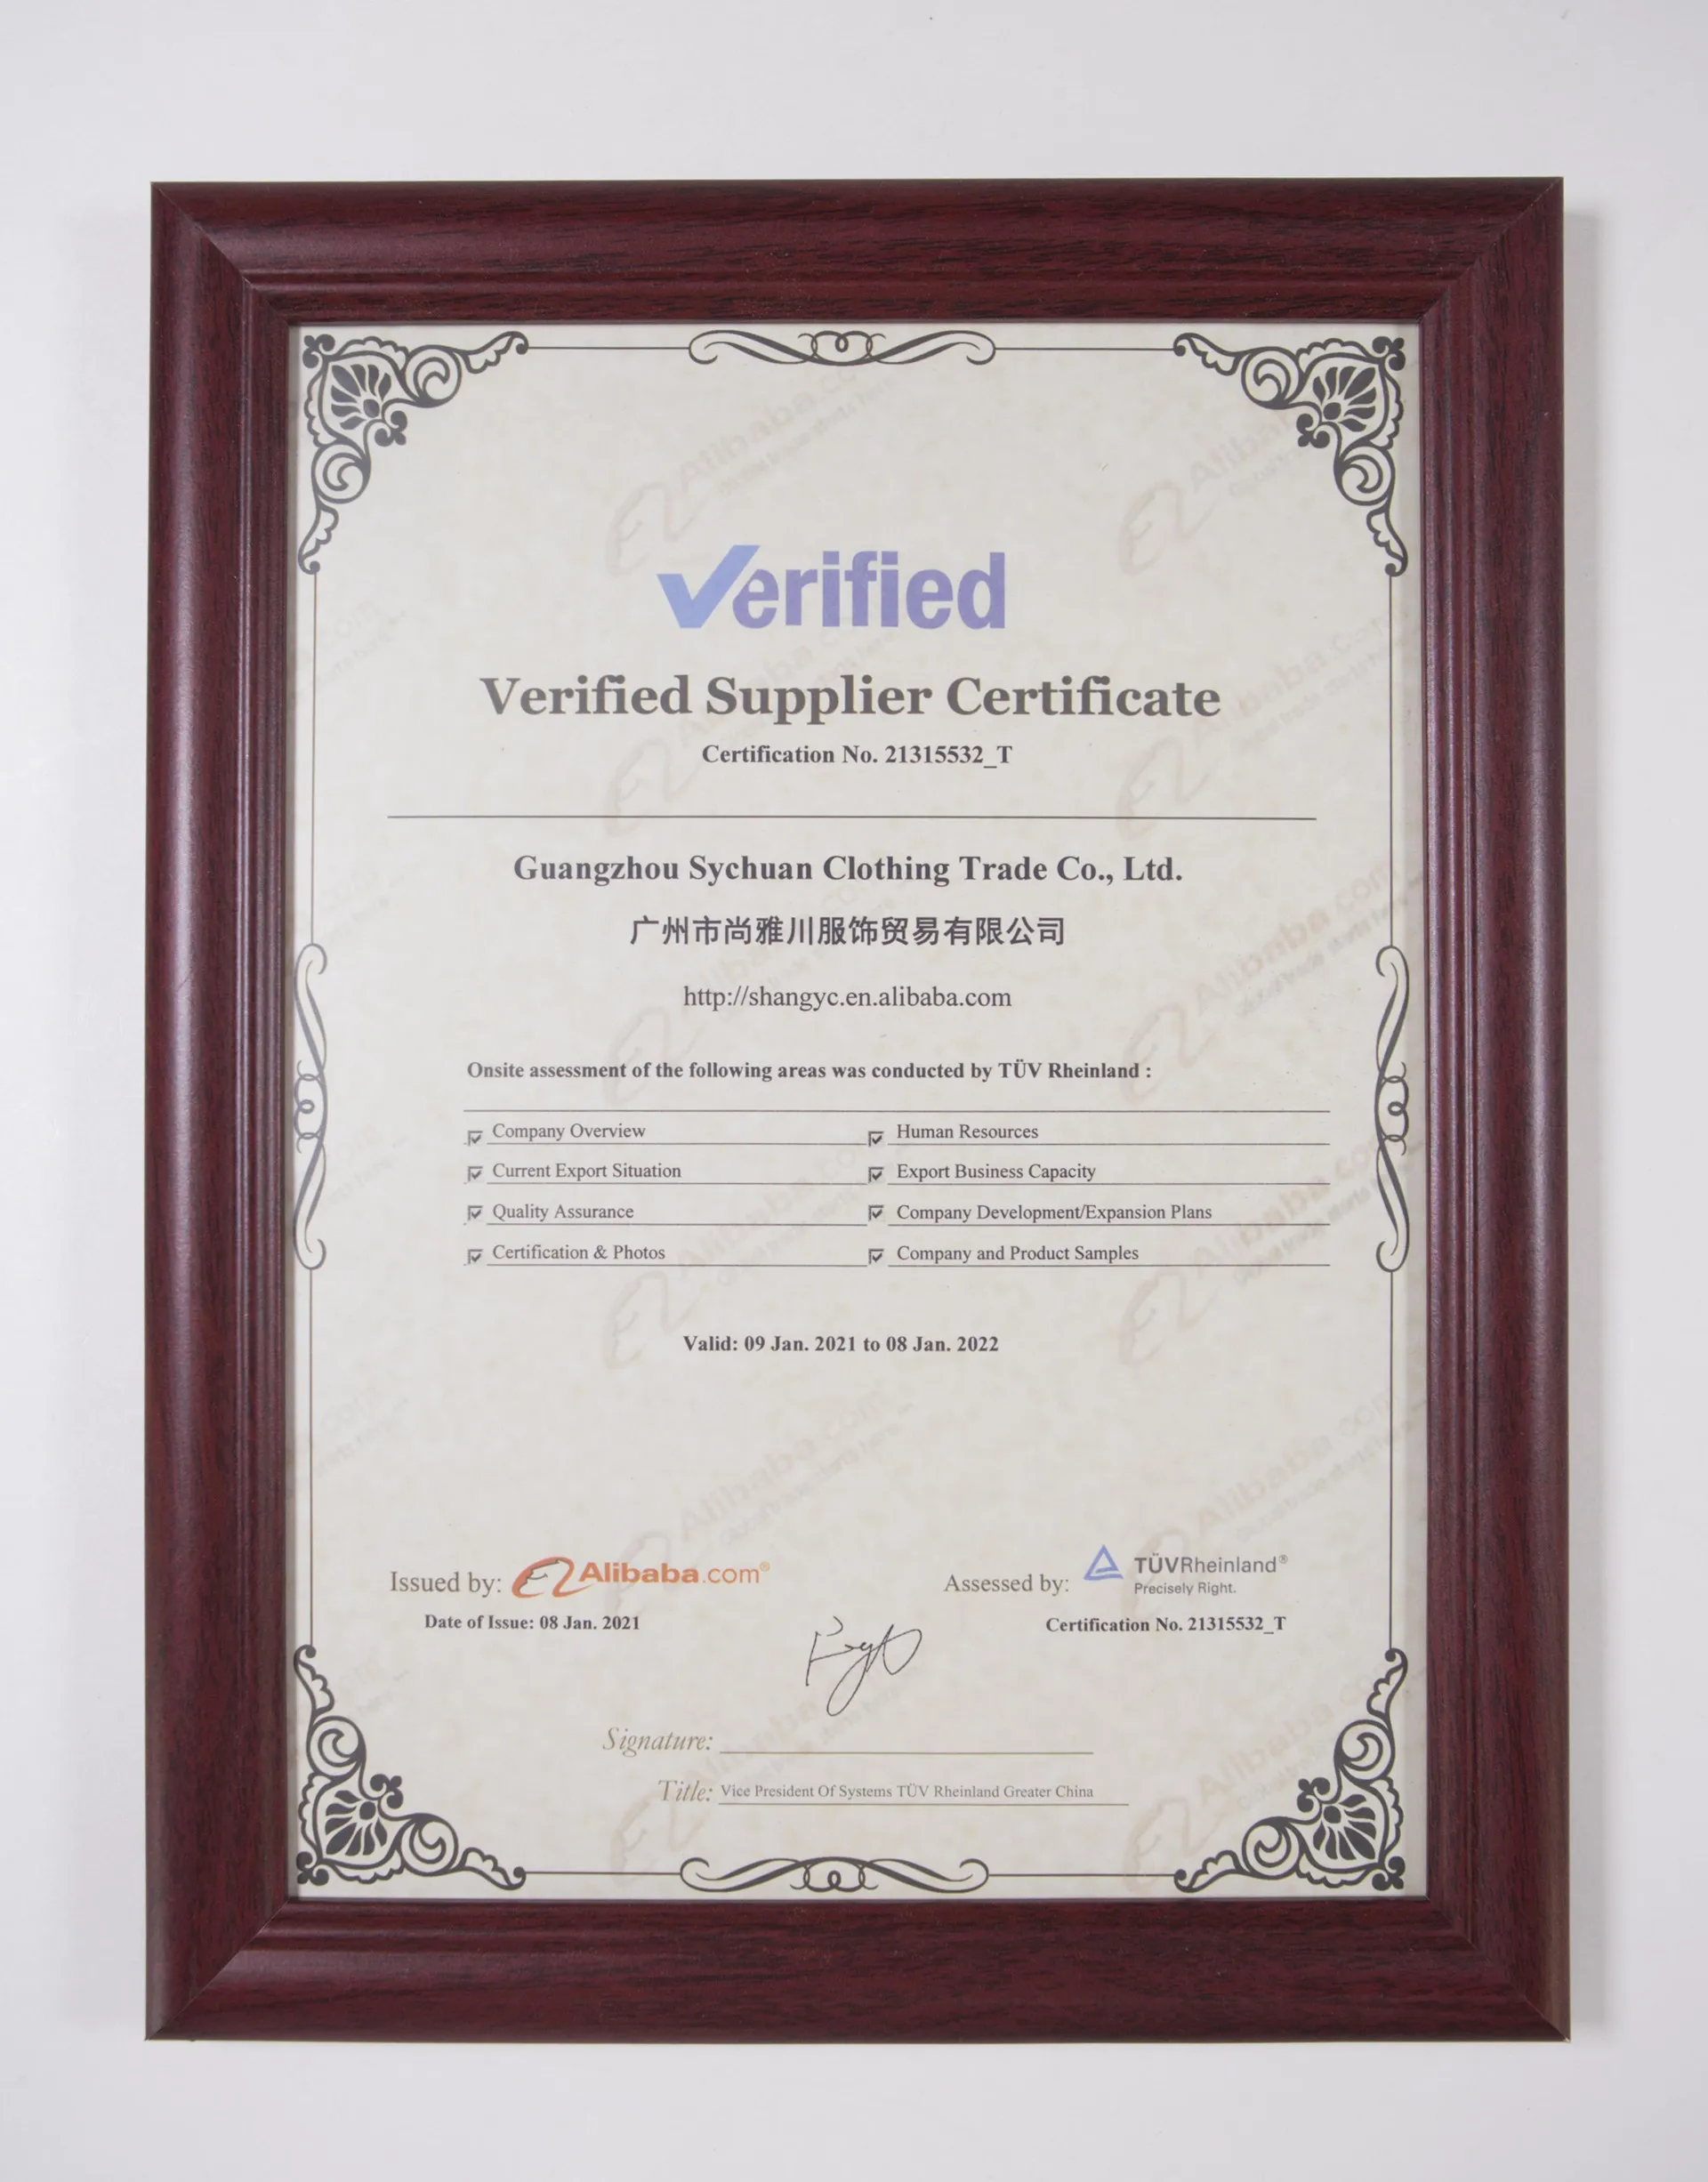 Verified
Verified Supplier Certificate
Certification No. 21315532_T
Guangzhou Sychuan Clothing Trade Co., Ltd.
广州市尚雅川服饰贸易有限公司
http://shangyc.en.alibaba.com
Onsite assessment of the following areas was conducted by TÜV Rheinland :
Company Overview Human Resources
Current Export Situation Export Business Capacity
Quality Assurance Company Development/Expansion Plans
Certification & Photos Company and Product Samples
Valid: 09 Jan. 2021 to 08 Jan. 2022
Issued by: Alibaba.com® Assessed by: TÜVRheinland®
Precisely Right.
Date of Issue: 08 Jan. 2021 Certification No. 21315532_T
Signature:
Title: Vice President Of Systems TÜV Rheinland Greater China